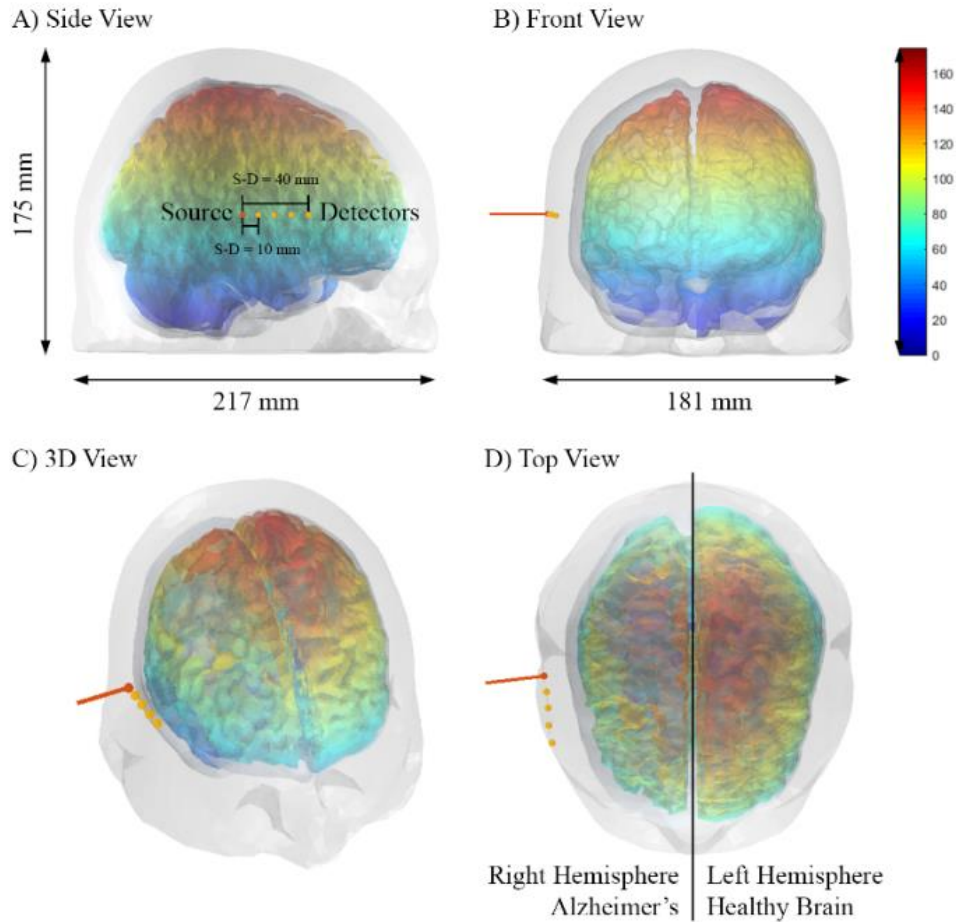 A) Side View
B) Front View
175 mm
S-D = 40 mm
Source
Detectors
S-D = 10 mm
217 mm
181 mm
160
140
120
100
80
60
40
20
0
C) 3D View
D) Top View
Right Hemisphere
Alzheimer's
Left Hemisphere
Healthy Brain